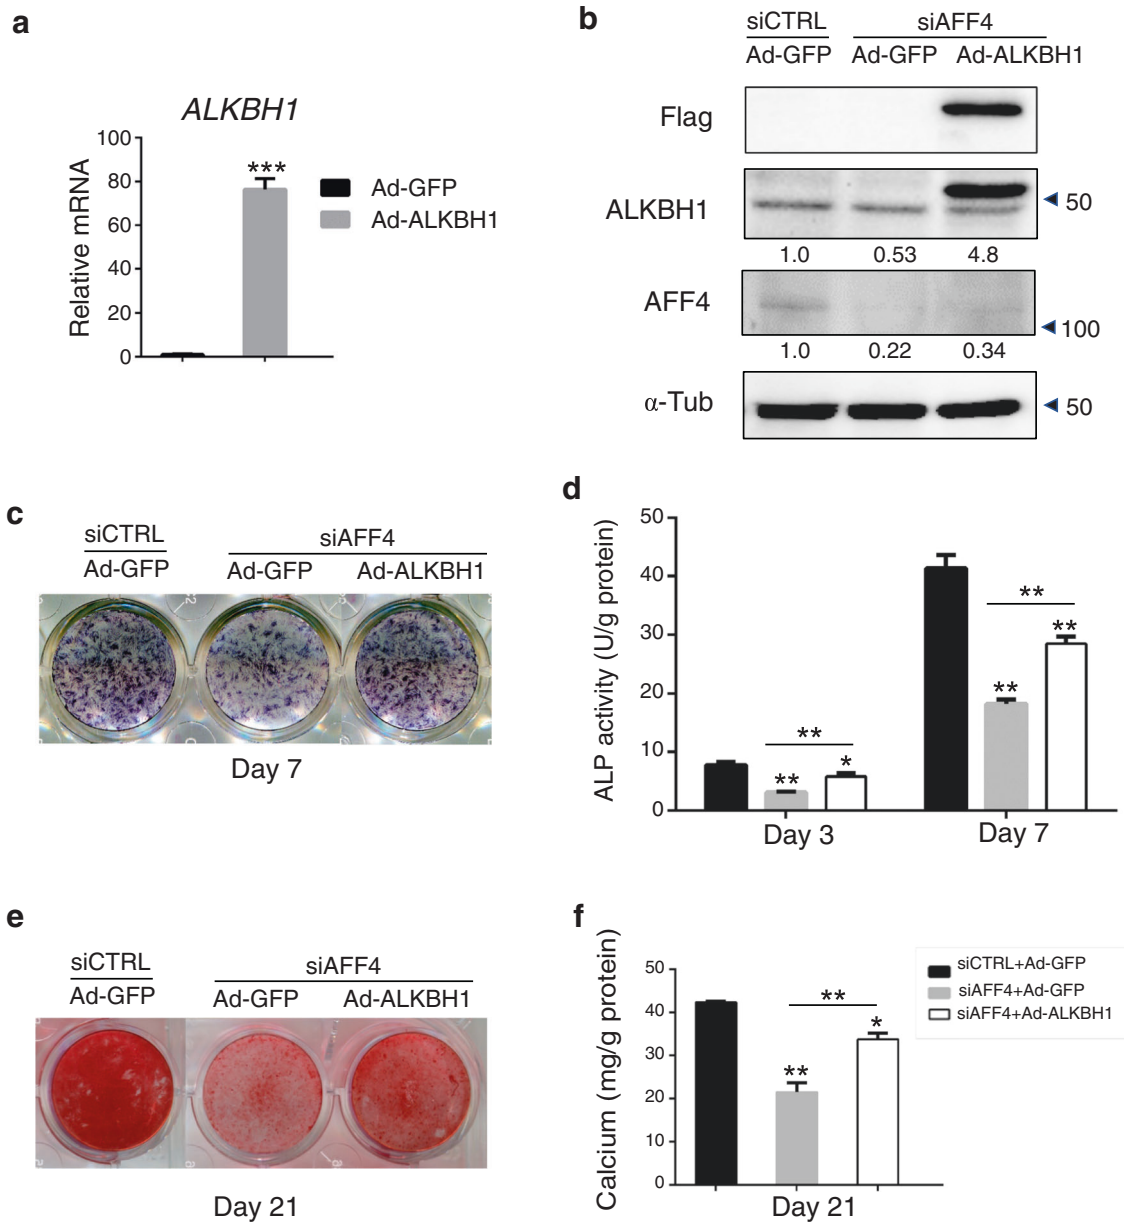 a
ALKBH1
Relative mRNA
100
80
60
40
20
0
***
Ad-GFP
Ad-ALKBH1
b
siCTRL siAFF4
Ad-GFP Ad-GFP Ad-ALKBH1
Flag
ALKBH1
50
1.0 0.53 4.8
AFF4
100
1.0 0.22 0.34
α-Tub
50
c
siCTRL siAFF4
Ad-GFP Ad-GFP Ad-ALKBH1
Day 7
d
ALP activity (U/g protein)
50
40
30
20
10
0
**
** *
**
** **
Day 3 Day 7
e
siCTRL siAFF4
Ad-GFP Ad-GFP Ad-ALKBH1
Day 21
f
Calcium (mg/g protein)
50
40
30
20
10
0
**
** *
Day 21
siCTRL+Ad-GFP
siAFF4+Ad-GFP
siAFF4+Ad-ALKBH1